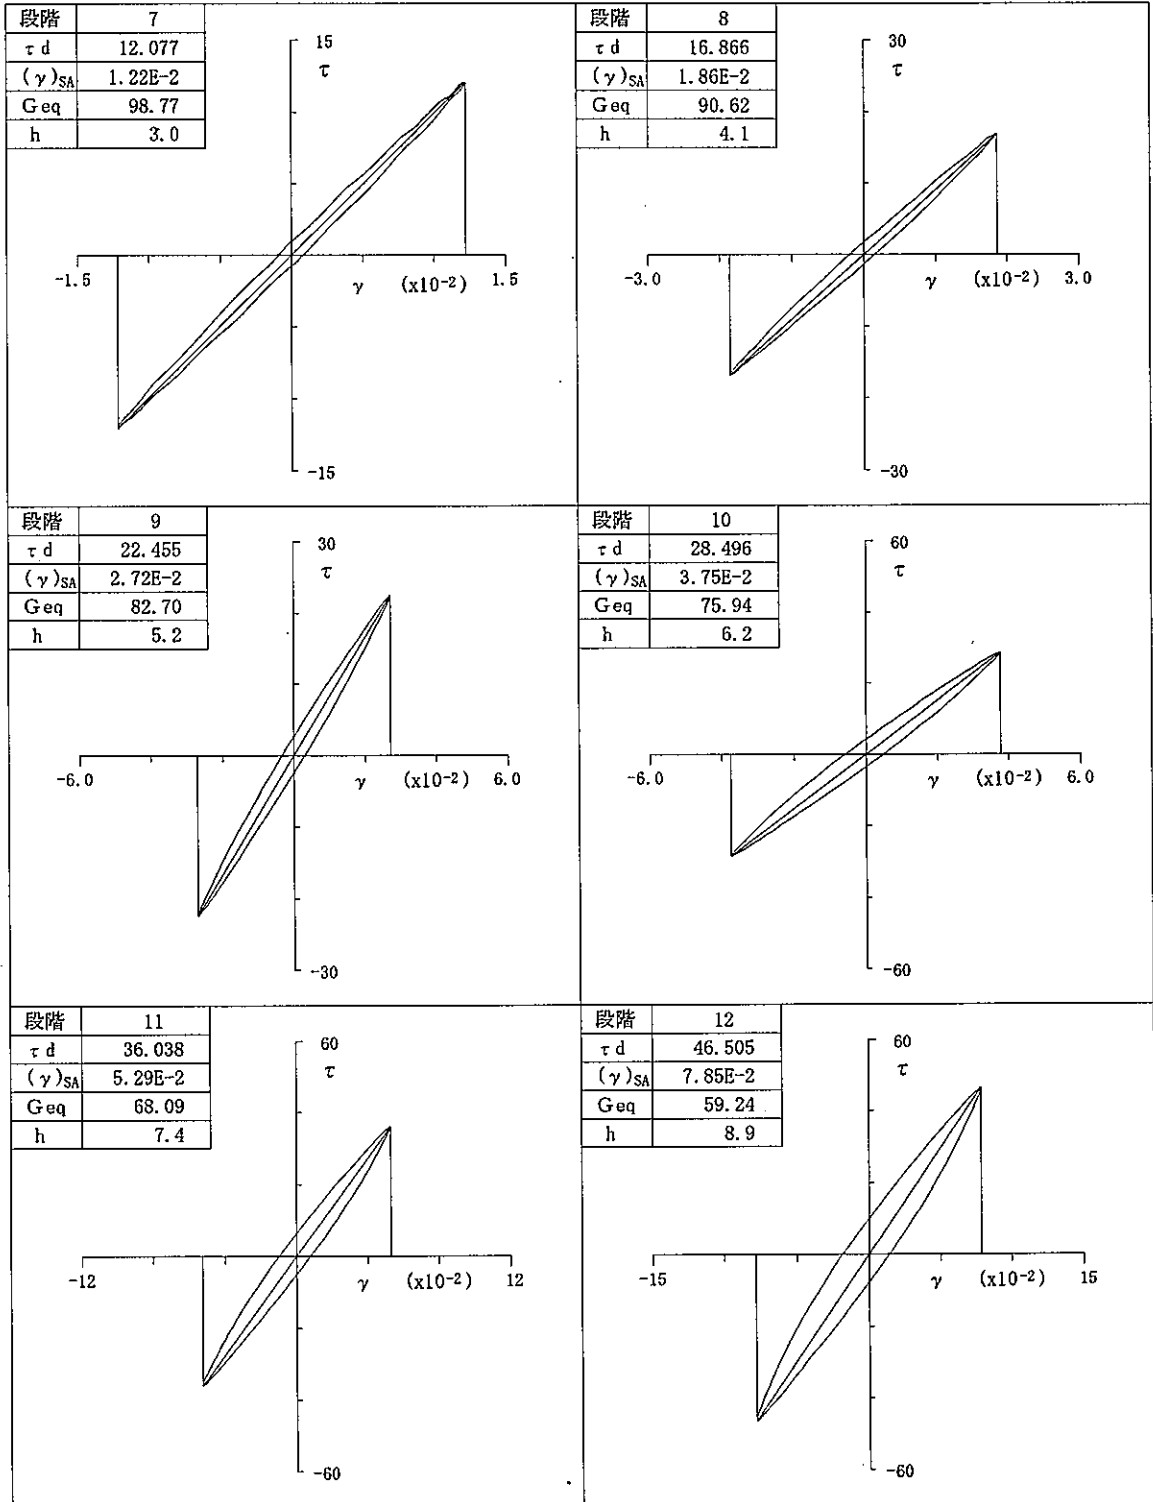 段階 7
τd 12.077
(γ)SA 1.22E-2
Geq 98.77
h 3.0
15
τ
-1.5
γ (x10-2) 1.5
-15
段階 8
τd 16.866
(γ)SA 1.86E-2
Geq 90.62
h 4.1
30
τ
-3.0
γ (x10-2) 3.0
-30
段階 9
τd 22.455
(γ)SA 2.72E-2
Geq 82.70
h 5.2
30
τ
-6.0
γ (x10-2) 6.0
-30
段階 10
τd 28.496
(γ)SA 3.75E-2
Geq 75.94
h 6.2
60
τ
-6.0
γ (x10-2) 6.0
-60
段階 11
τd 36.038
(γ)SA 5.29E-2
Geq 68.09
h 7.4
60
τ
-12
γ (x10-2) 12
-60
段階 12
τd 46.505
(γ)SA 7.85E-2
Geq 59.24
h 8.9
60
τ
-15
γ (x10-2) 15
-60